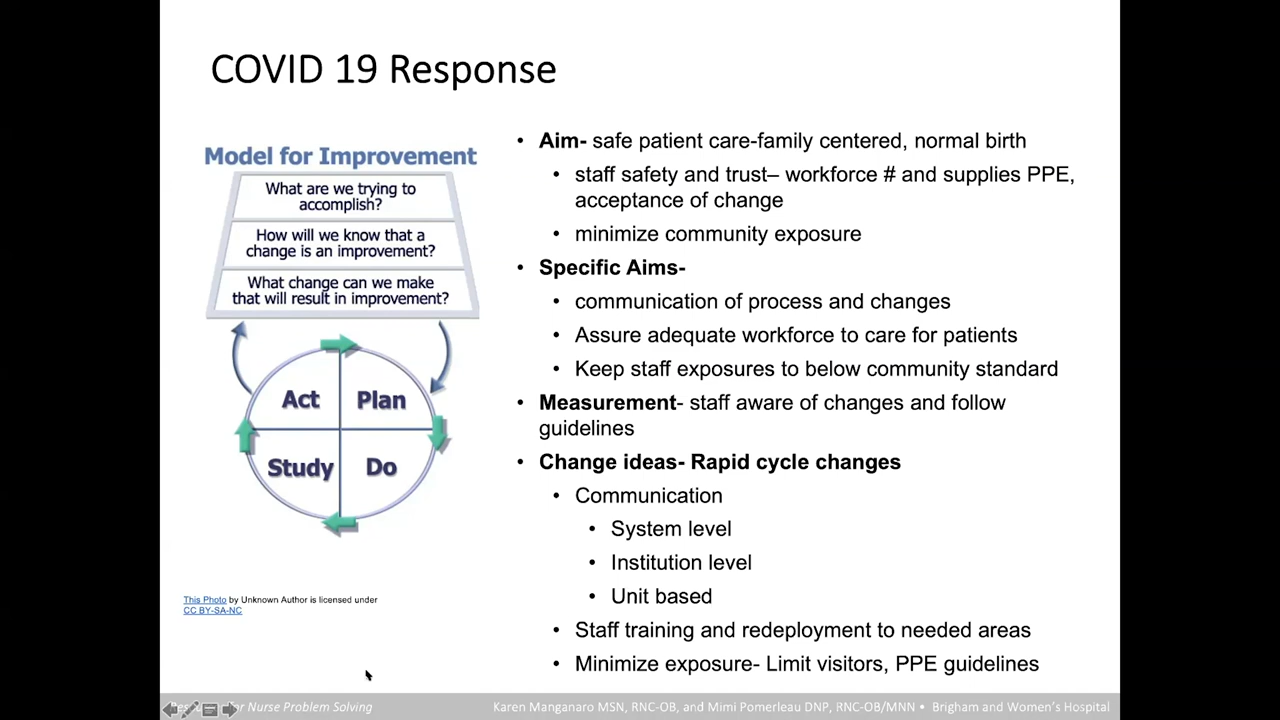 COVID 19 Response
Model for Improvement
What are we trying to
accomplish?
How will we know that a
change is an improvement?
What change can we make
that will result in improvement?
Act
Plan
Study
Do
This Photo by Unknown Author is licensed under
CC BY-SA-NC
• Aim- safe patient care-family centered, normal birth
• staff safety and trust– workforce # and supplies PPE,
acceptance of change
• minimize community exposure
• Specific Aims-
• communication of process and changes
• Assure adequate workforce to care for patients
• Keep staff exposures to below community standard
• Measurement- staff aware of changes and follow
guidelines
• Change ideas- Rapid cycle changes
• Communication
• System level
• Institution level
• Unit based
• Staff training and redeployment to needed areas
• Minimize exposure- Limit visitors, PPE guidelines
Nurse Problem Solving
Karen Manganaro MSN, RNC-OB, and Mimi Pomerleau DNP, RNC-OB/MNN • Brigham and Women's Hospital